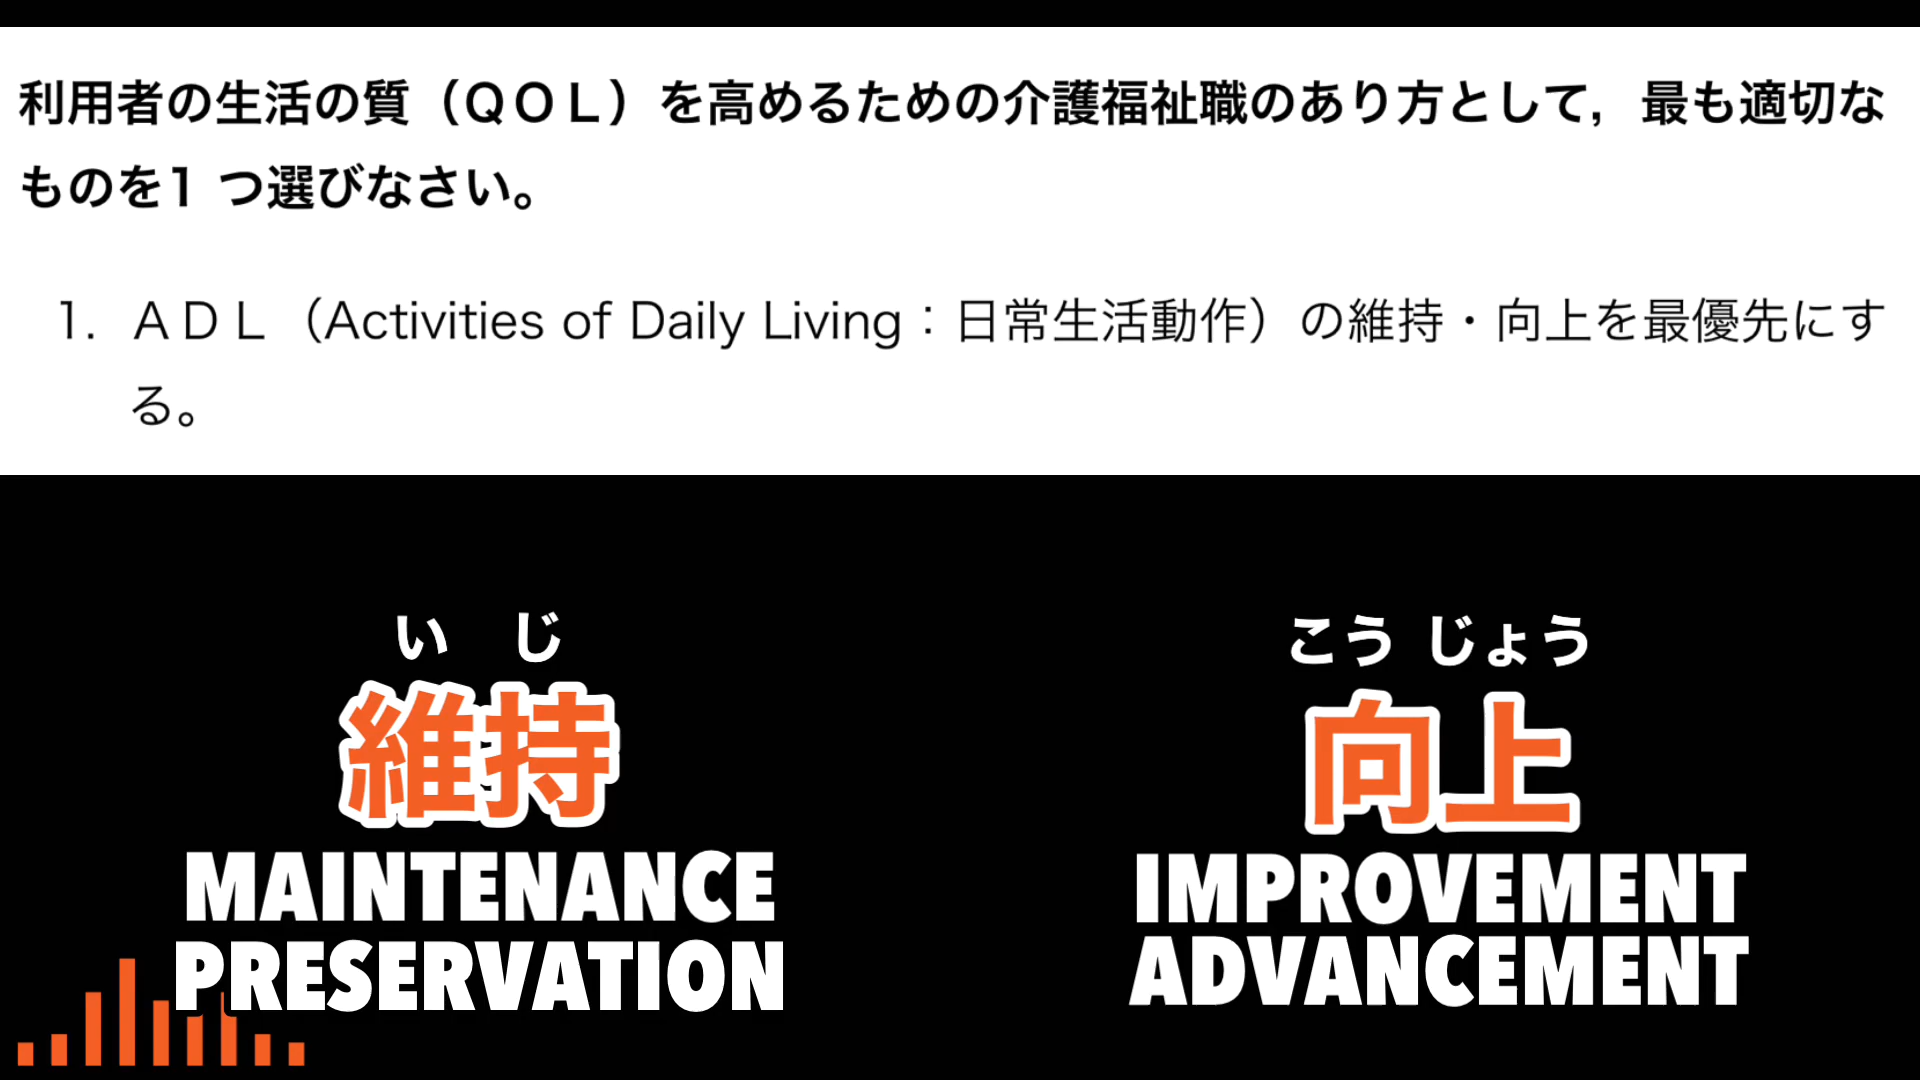 利用者の生活の質（ＱＯＬ）を高めるための介護福祉職のあり方として，最も適切な
ものを1 つ選びなさい。
1. ＡＤＬ（Activities of Daily Living：日常生活動作）の維持・向上を最優先にす
る。
い じ
維持
MAINTENANCE
PRESERVATION
こう じょう
向上
IMPROVEMENT
ADVANCEMENT